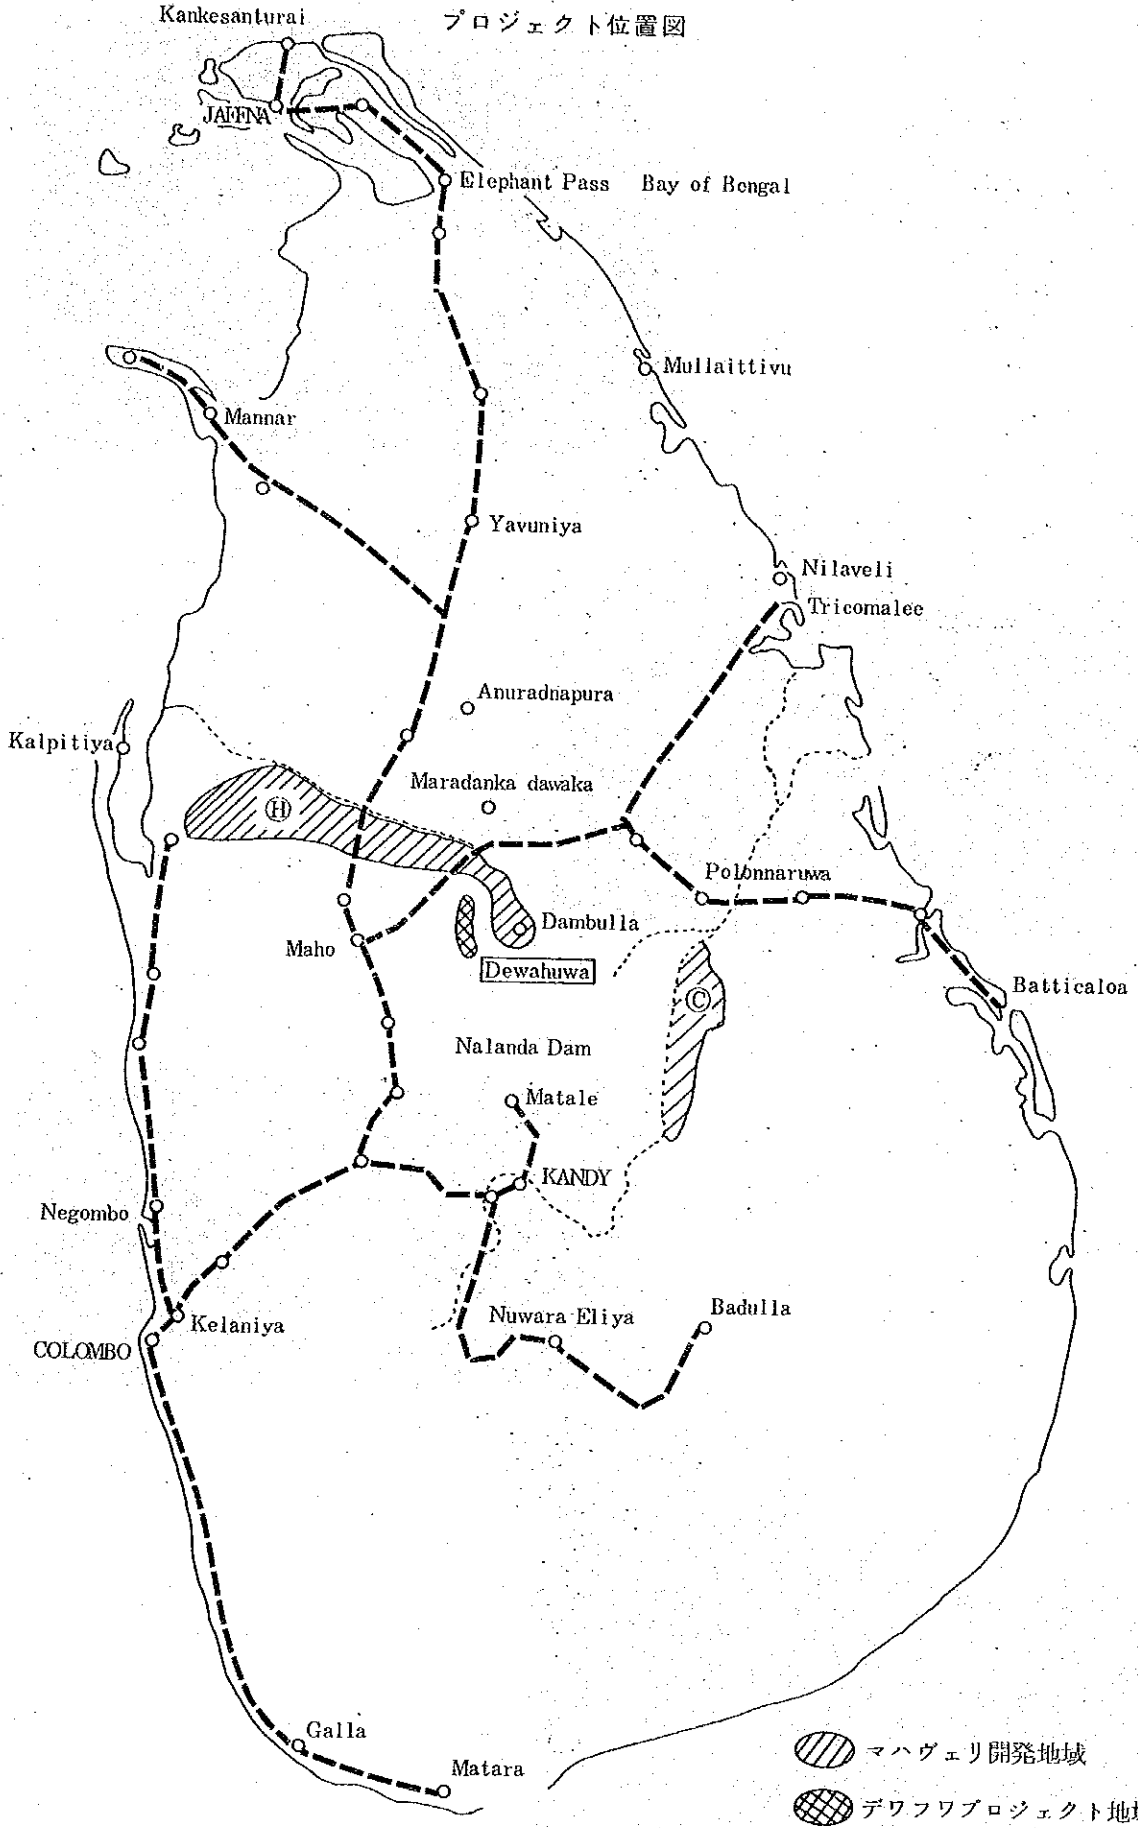 プロジェクト位置図
Kankesanturai
JAFFNA
Elephant Pass
Bay of Bengal
Mullaittivu
Mannar
Yavuniya
Nilaveli
Tricomalee
Anuradnapura
Kalpitiya
Maradanka dawaka
Ⓗ
Polonnaruwa
Dambulla
Maho
Dewahuwa
Batticaloa
Ⓒ
Nalanda Dam
Matale
KANDY
Negombo
Nuwara Eliya
Badulla
Kelaniya
COLOMBO
Galla
Matara
マハヴェリ開発地域
デワフワプロジェクト地